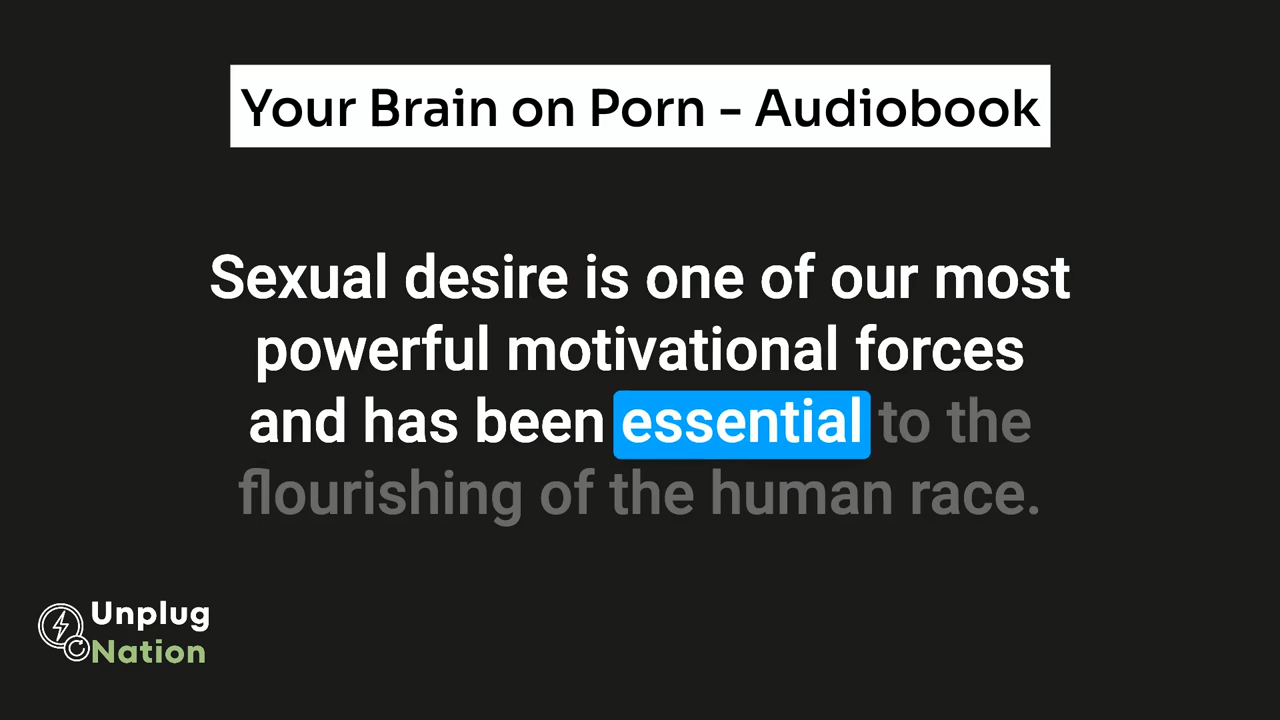 Your Brain on Porn - Audiobook
Sexual desire is one of our most
powerful motivational forces
and has been essential to the
flourishing of the human race.
Unplug
Nation